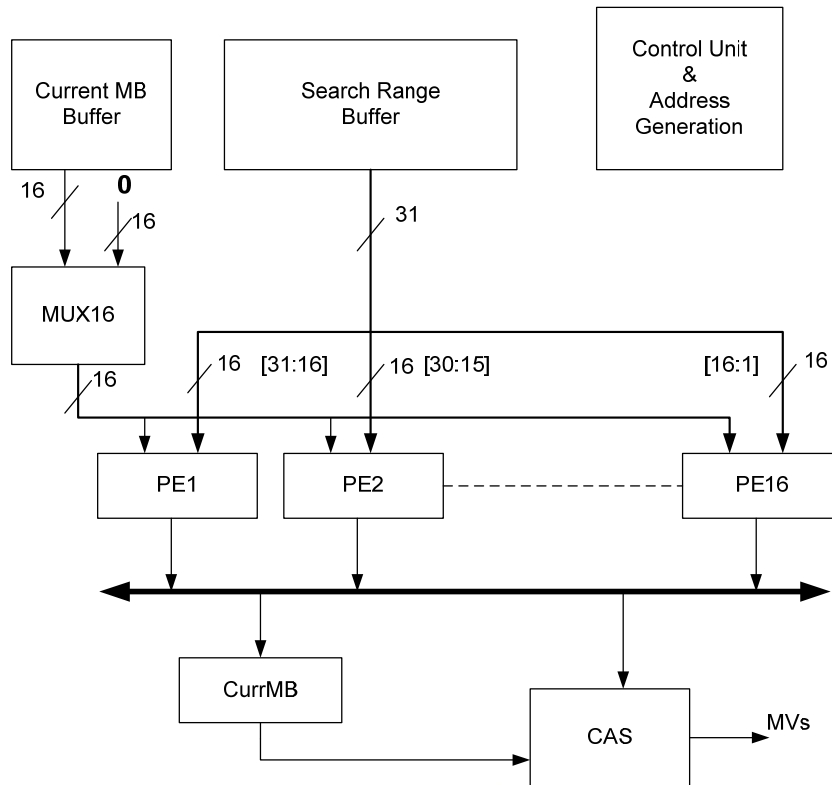 Current MB
Buffer
Search Range
Buffer
Control Unit
&
Address
Generation
16
0
16
31
MUX16
16
16
[31:16]
16
[30:15]
[16:1]
16
PE1
PE2
PE16
CurrMB
CAS
MVs